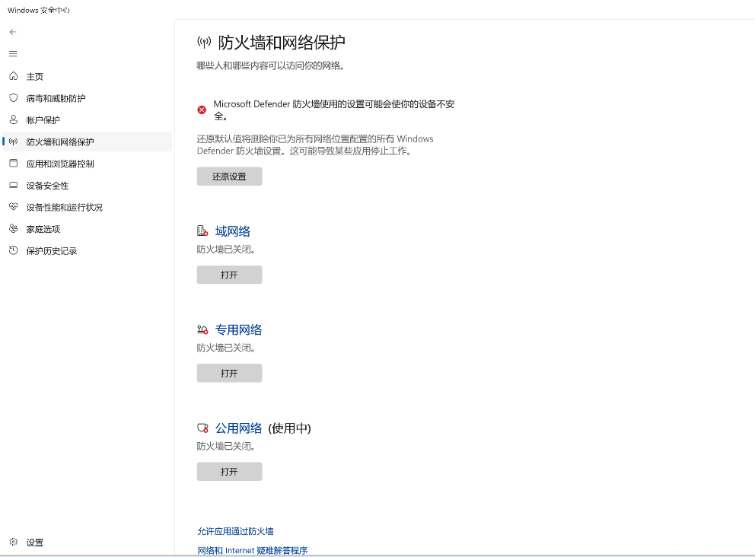 Windows 安全中心
主页
病毒和威胁防护
帐户保护
防火墙和网络保护
应用和浏览器控制
设备安全性
设备性能和运行状况
家庭选项
保护历史记录
设置
防火墙和网络保护
哪些人和哪些内容可以访问你的网络。
Microsoft Defender 防火墙使用的设置可能会使你的设备不安
全。
还原默认值将删除你已为所有网络位置配置的所有 Windows
Defender 防火墙设置。这可能导致某些应用停止工作。
还原设置
域网络
防火墙已关闭。
打开
专用网络
防火墙已关闭。
打开
公用网络 (使用中)
防火墙已关闭。
打开
允许应用通过防火墙
网络和 Internet 疑难解答程序